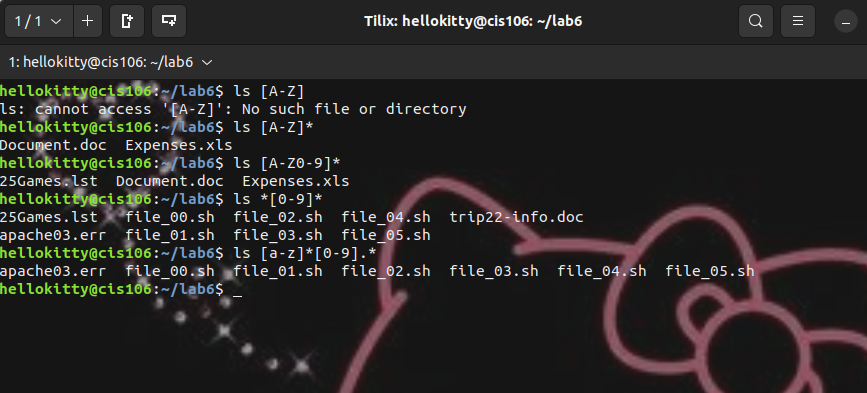 1 / 1
Tilix: hellokitty@cis106: ~/lab6
1: hellokitty@cis106: ~/lab6
hellokitty@cis106:~/lab6$ ls [A-Z]
ls: cannot access '[A-Z]': No such file or directory
hellokitty@cis106:~/lab6$ ls [A-Z]*
Document.doc  Expenses.xls
hellokitty@cis106:~/lab6$ ls [A-Z0-9]*
25Games.lst  Document.doc  Expenses.xls
hellokitty@cis106:~/lab6$ ls *[0-9]*
25Games.lst   file_00.sh  file_02.sh  file_04.sh  trip22-info.doc
apache03.err  file_01.sh  file_03.sh  file_05.sh
hellokitty@cis106:~/lab6$ ls [a-z]*[0-9].*
apache03.err  file_00.sh  file_01.sh  file_02.sh  file_03.sh  file_04.sh  file_05.sh
hellokitty@cis106:~/lab6$ _